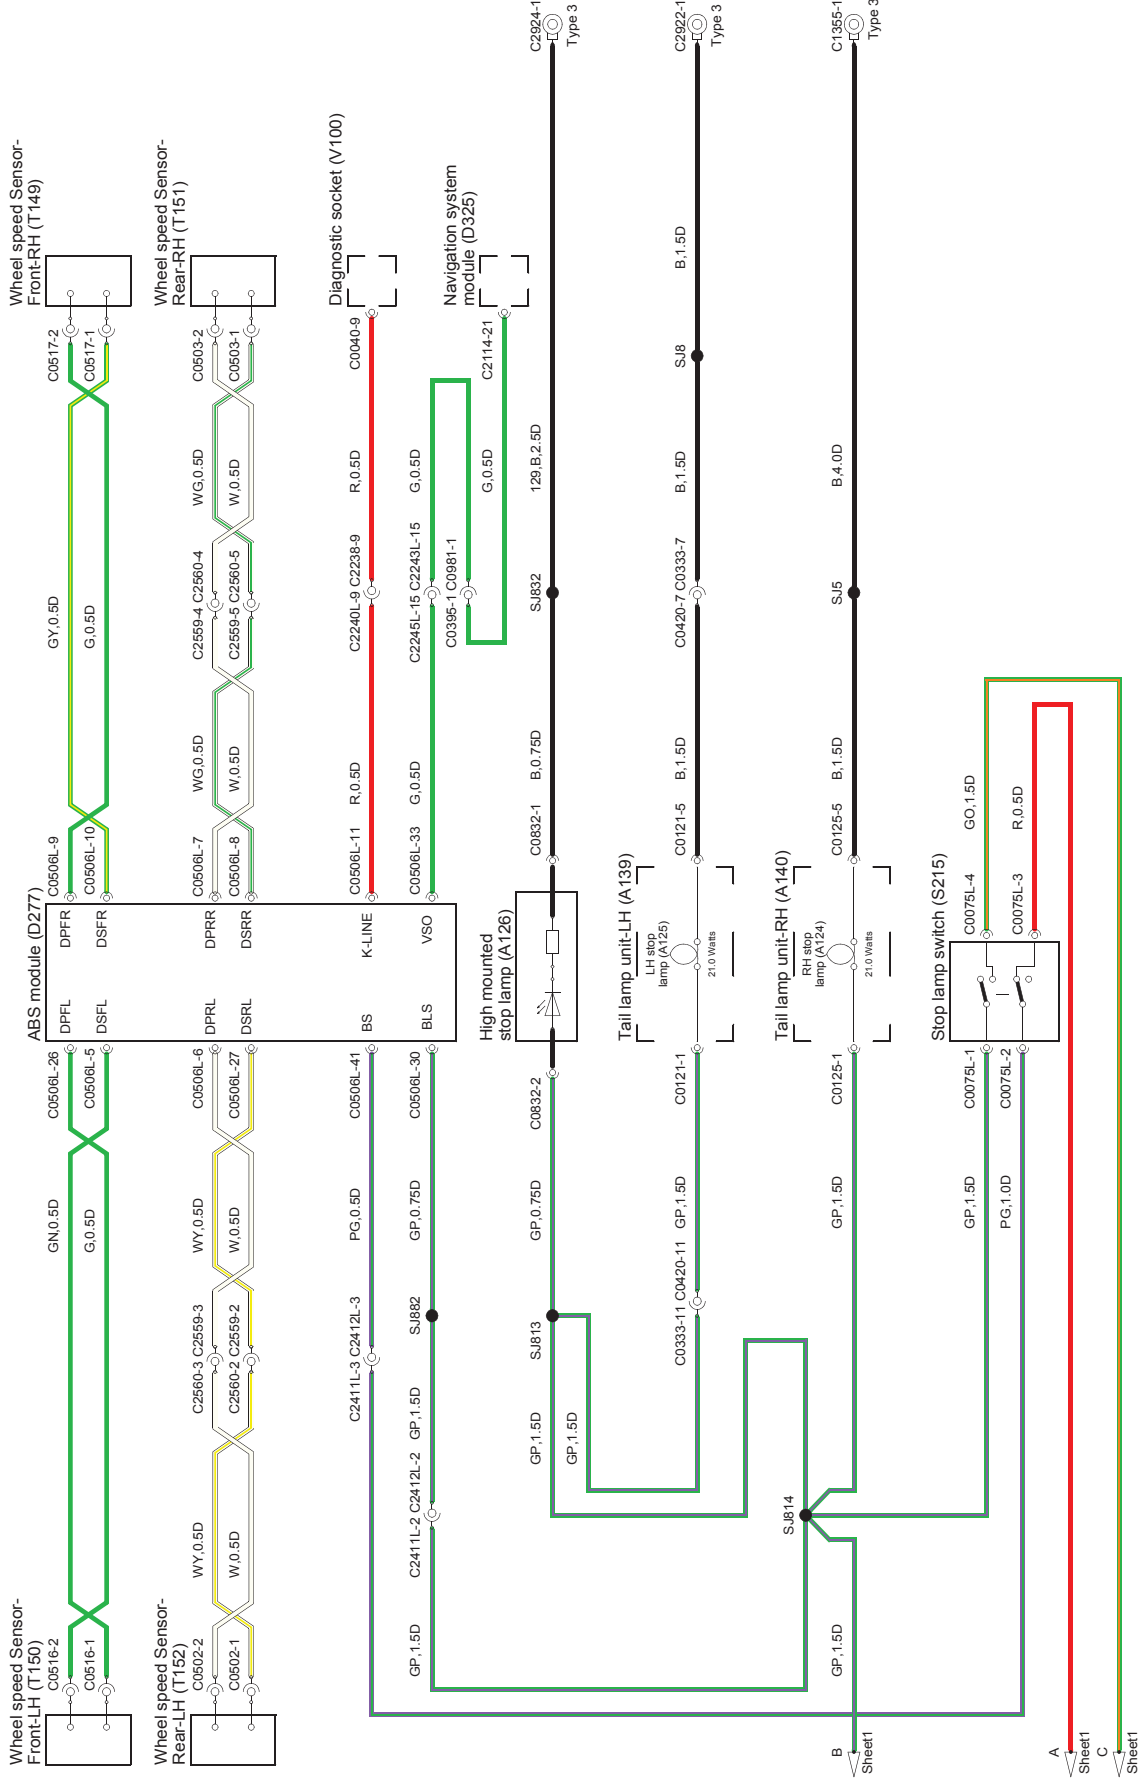 Wheel speed Sensor-
Front-LH (T150)
C0516-2
C0516-1
GN,0.5D
G,0.5D
C0506L-26
C0506L-5
ABS module (D277)
DPFL
DPFR
DSFL
DSFR
C0506L-9
C0506L-10
GY,0.5D
G,0.5D
C0517-2
C0517-1
Wheel speed Sensor-
Front-RH (T149)
Wheel speed Sensor-
Rear-LH (T152)
C0502-2
C0502-1
WY,0.5D
W,0.5D
C2560-3
C2559-3
C2560-2
C2559-2
WY,0.5D
W,0.5D
C0506L-6
C0506L-27
DPRL
DPRR
DSRL
DSRR
C0506L-7
C0506L-8
WG,0.5D
W,0.5D
C2559-4
C2560-4
C2559-5
C2560-5
WG,0.5D
W,0.5D
C0503-2
C0503-1
Wheel speed Sensor-
Rear-RH (T151)
C2411L-3
C2412L-3
PG,0.5D
C0506L-41
BS
K-LINE
C0506L-11
R,0.5D
C2240L-9
C2238-9
R,0.5D
C0040-9
Diagnostic socket (V100)
GP,1.5D
C2411L-2
C2412L-2
GP,1.5D
SJ882
GP,0.75D
C0506L-30
BLS
VSO
C0506L-33
G,0.5D
C2245L-15
C2243L-15
G,0.5D
C0395-1
C0981-1
G,0.5D
C2114-21
Navigation system
module (D325)
GP,1.5D
GP,1.5D
SJ813
GP,0.75D
C0832-2
High mounted
stop lamp (A126)
C0832-1
B,0.75D
SJ832
129,B,2.5D
C2924-1
Type 3
C0333-11
C0420-11
GP,1.5D
C0121-1
Tail lamp unit-LH (A139)
LH stop
lamp (A125)
21.0 Watts
C0121-5
B,1.5D
C0420-7
C0333-7
B,1.5D
SJ8
B,1.5D
C2922-1
Type 3
SJ814
GP,1.5D
C0125-1
Tail lamp unit-RH (A140)
RH stop
lamp (A124)
21.0 Watts
C0125-5
B,1.5D
SJ5
B,4.0D
C1355-1
Type 3
B
Sheet1
GP,1.5D
GP,1.5D
PG,1.0D
C0075L-1
C0075L-2
Stop lamp switch (S215)
C0075L-4
C0075L-3
GO,1.5D
R,0.5D
A
Sheet1
C
Sheet1